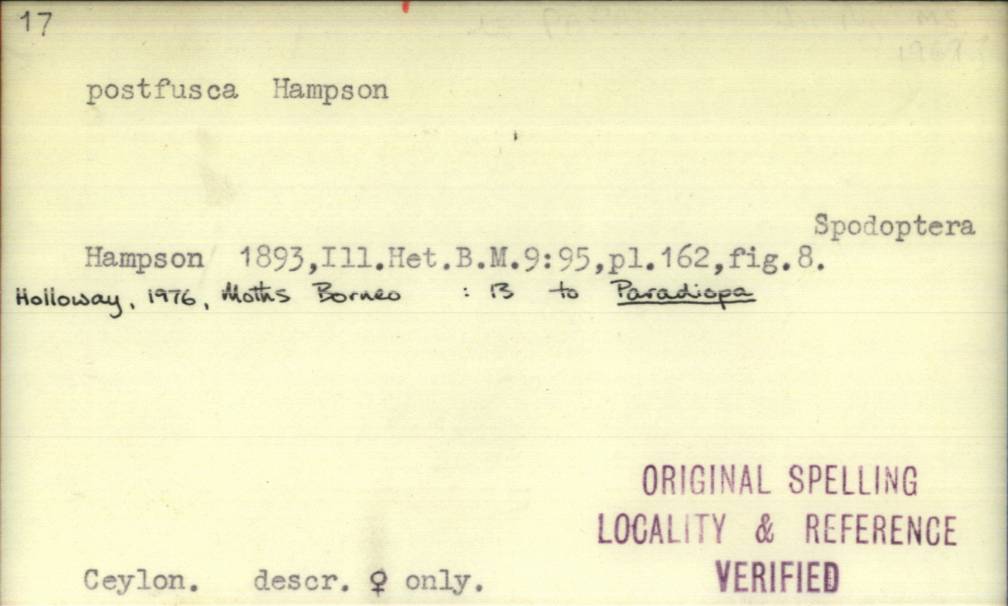 17
postfusca Hampson
Spodoptera
Hampson 1893,Ill.Het.B.M.9:95,pl.162,fig.8.
Holloway, 1976, Moths Borneo : 13 to Paradiopa
ORIGINAL SPELLING
LOCALITY & REFERENCE
VERIFIED
Ceylon. descr. ♀ only.